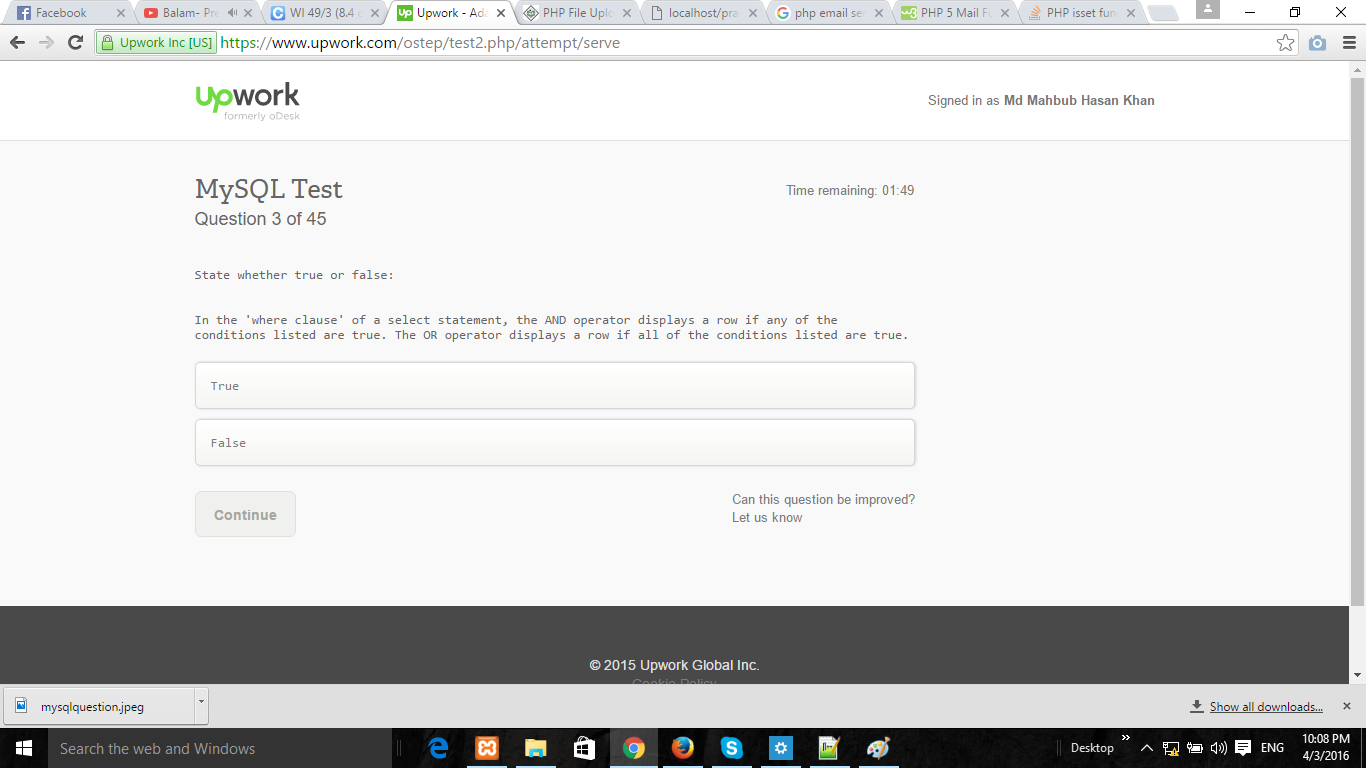 Facebook
Balam- Pre
WI 49/3 (8.4 c
Upwork - Ada
PHP File Uplo
localhost/pra
php email se
PHP 5 Mail Fu
PHP isset fun
Upwork Inc [US] https://www.upwork.com/ostep/test2.php/attempt/serve
upwork
formerly oDesk
Signed in as Md Mahbub Hasan Khan
MySQL Test
Time remaining: 01:49
Question 3 of 45
State whether true or false:
In the 'where clause' of a select statement, the AND operator displays a row if any of the
conditions listed are true. The OR operator displays a row if all of the conditions listed are true.
True
False
Continue
Can this question be improved?
Let us know
© 2015 Upwork Global Inc.
Cookie Policy
mysqlquestion.jpeg
Show all downloads...
Search the web and Windows
Desktop
ENG
10:08 PM
4/3/2016